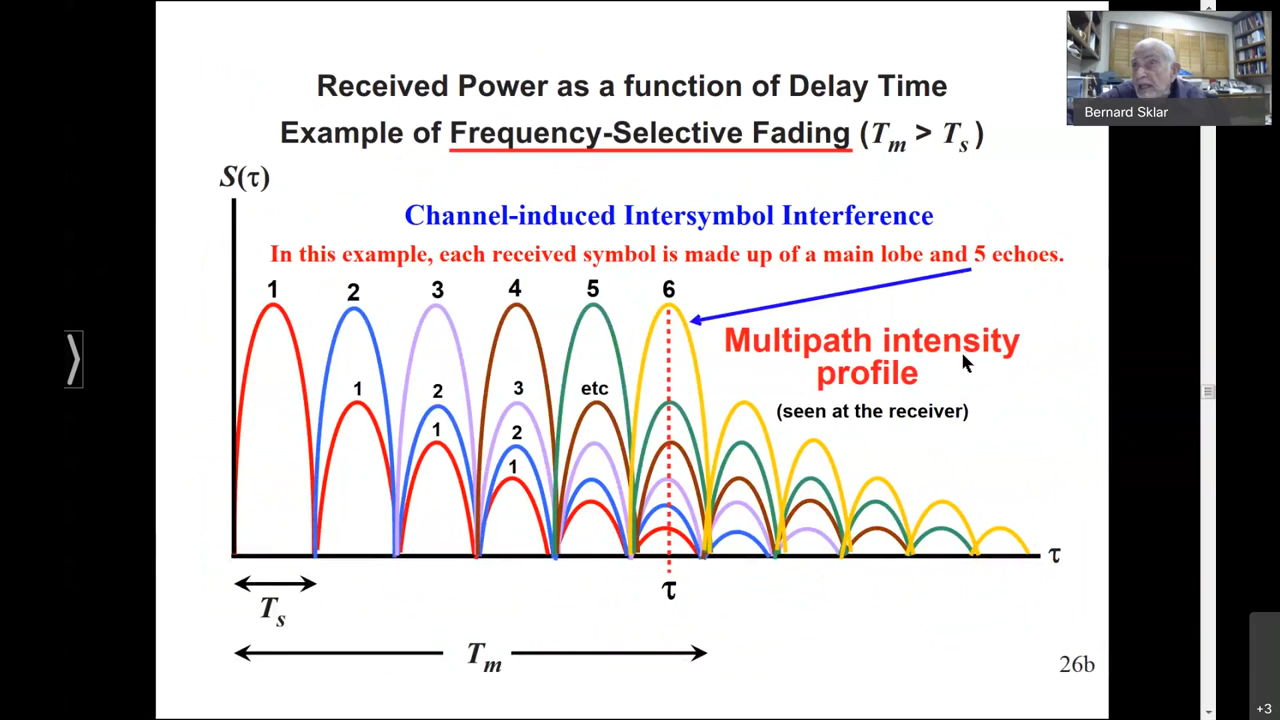 Received Power as a function of Delay Time
Example of Frequency-Selective Fading (Tm > Ts)
Bernard Sklar
S(τ)
Channel-induced Intersymbol Interference
In this example, each received symbol is made up of a main lobe and 5 echoes.
1 2 3 4 5 6
Multipath intensity
profile
(seen at the receiver)
1 2 3 etc
1 2
1
τ
τ
Ts
Tm
26b
+3